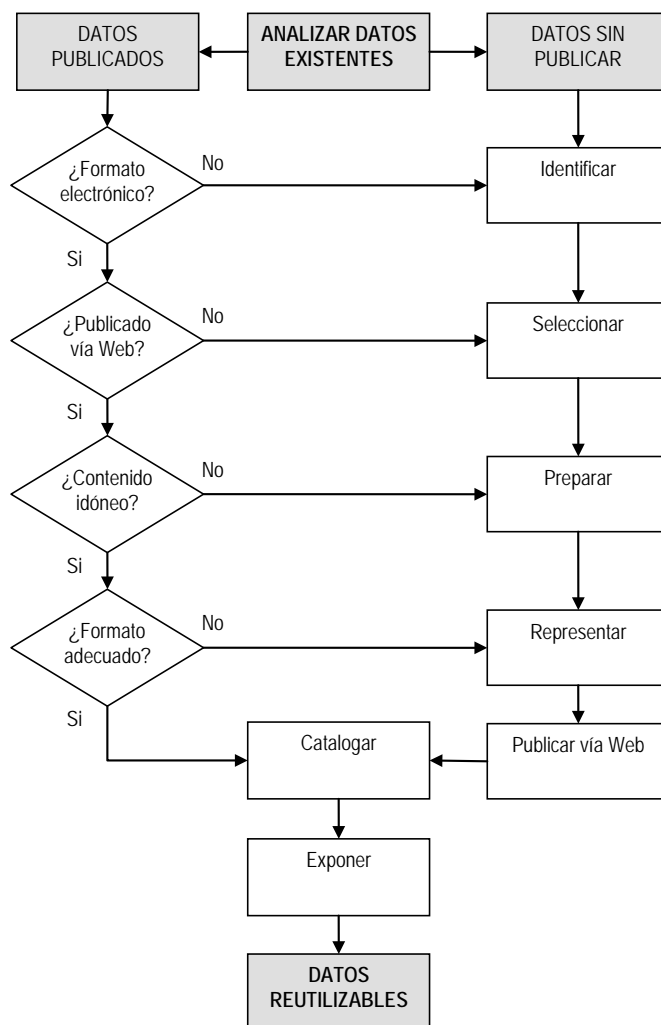 DATOS
PUBLICADOS
ANALIZAR DATOS
EXISTENTES
DATOS SIN
PUBLICAR
¿Formato
electrónico?
No
Identificar
Si
¿Publicado
vía Web?
No
Seleccionar
Si
¿Contenido
idóneo?
No
Preparar
Si
¿Formato
adecuado?
No
Representar
Si
Catalogar
Publicar vía Web
Exponer
DATOS
REUTILIZABLES